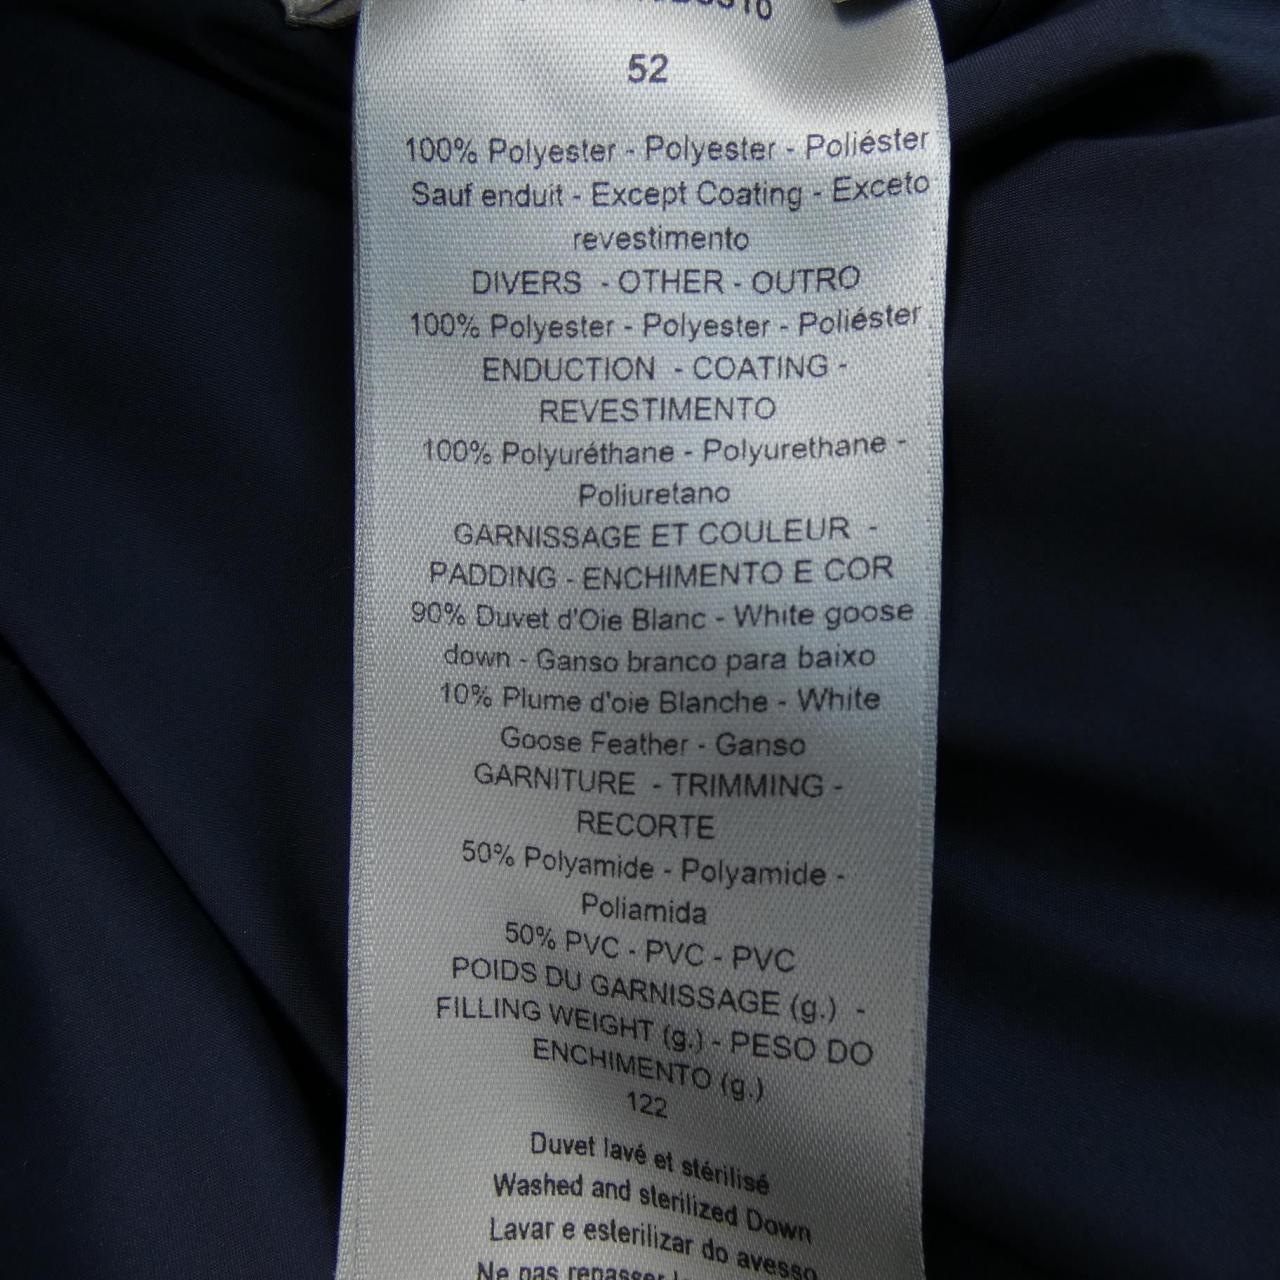 52
100% Polyester - Polyester - Poliéster
Sauf enduit - Except Coating - Exceto
revestimento
DIVERS - OTHER - OUTRO
100% Polyester - Polyester - Poliéster
ENDUCTION - COATING -
REVESTIMENTO
100% Polyuréthane - Polyurethane -
Poliuretano
GARNISSAGE ET COULEUR -
PADDING - ENCHIMENTO E COR
90% Duvet d'Oie Blanc - White goose
down - Ganso branco para baixo
10% Plume d'oie Blanche - White
Goose Feather - Ganso
GARNITURE - TRIMMING -
RECORTE
50% Polyamide - Polyamide -
Poliamida
50% PVC - PVC - PVC
POIDS DU GARNISSAGE (g.) -
FILLING WEIGHT (g.) - PESO DO
ENCHIMENTO (g.)
122
Duvet lavé et stérilisé
Washed and sterilized Down
Lavar e esterilizar do avesso
Ne pas repasser